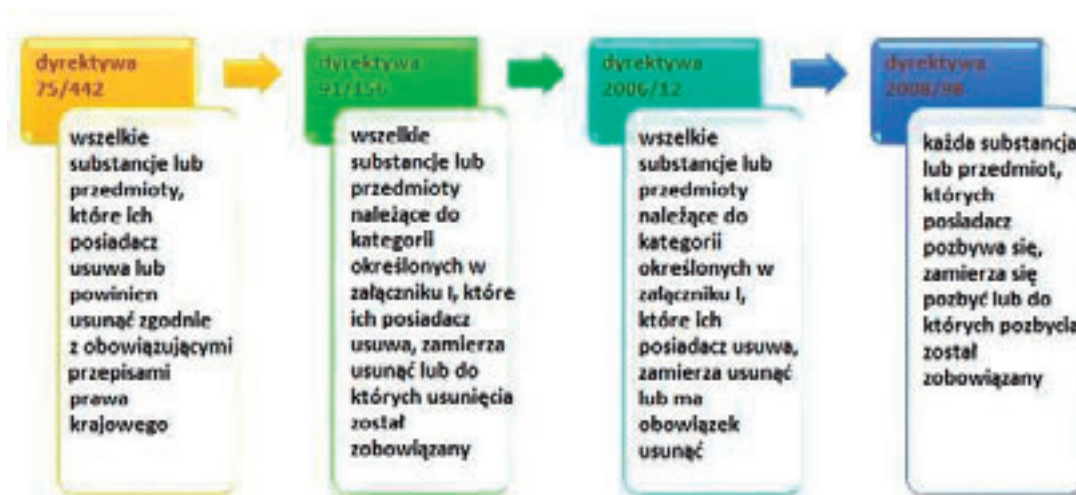 dyrektywa
75/442
wszelkie
substancje lub
przedmioty,
które ich
posiadacz
usuwa lub
powinien
usunąć zgodnie
z obowiązującymi
przepisami
prawa
krajowego
dyrektywa
91/156
wszelkie
substancje lub
przedmioty
należące do
kategorii
określonych w
załączniku I, które
ich posiadacz
usuwa, zamierza
usunąć lub do
których usunięcia
został
zobowiązany
dyrektywa
2006/12
wszelkie
substancje lub
przedmioty
należące do
kategorii
określonych w
załączniku I,
które ich
posiadacz usuwa,
zamierza usunąć
lub ma
obowiązek
usunąć
dyrektywa
2008/98
każda substancja
lub przedmiot,
których
posiadacz
pozbywa się,
zamierza się
pozbyć lub do
których pozbycia
został
zobowiązany